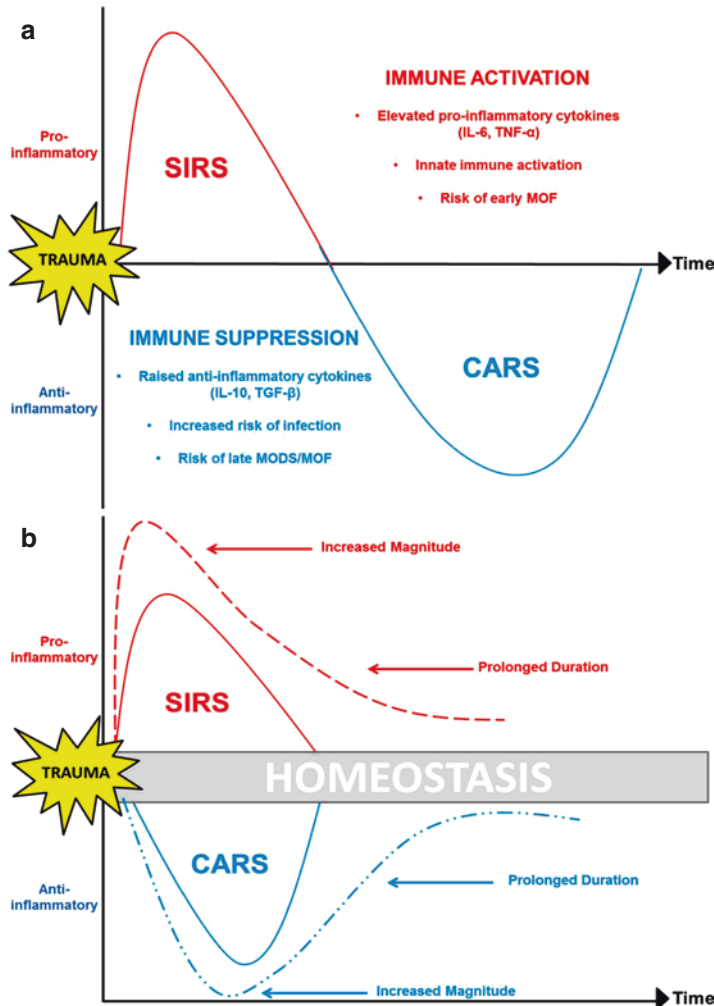 a
IMMUNE ACTIVATION
• Elevated pro-inflammatory cytokines
(IL-6, TNF-α)
• Innate immune activation
• Risk of early MOF
Pro-
inflammatory
SIRS
TRAUMA
Time
IMMUNE SUPPRESSION
• Raised anti-inflammatory cytokines
(IL-10, TGF-β)
• Increased risk of infection
• Risk of late MODS/MOF
CARS
Anti-
inflammatory
b
Increased Magnitude
Pro-
inflammatory
Prolonged Duration
SIRS
TRAUMA
HOMEOSTASIS
CARS
Anti-
inflammatory
Prolonged Duration
Increased Magnitude
Time